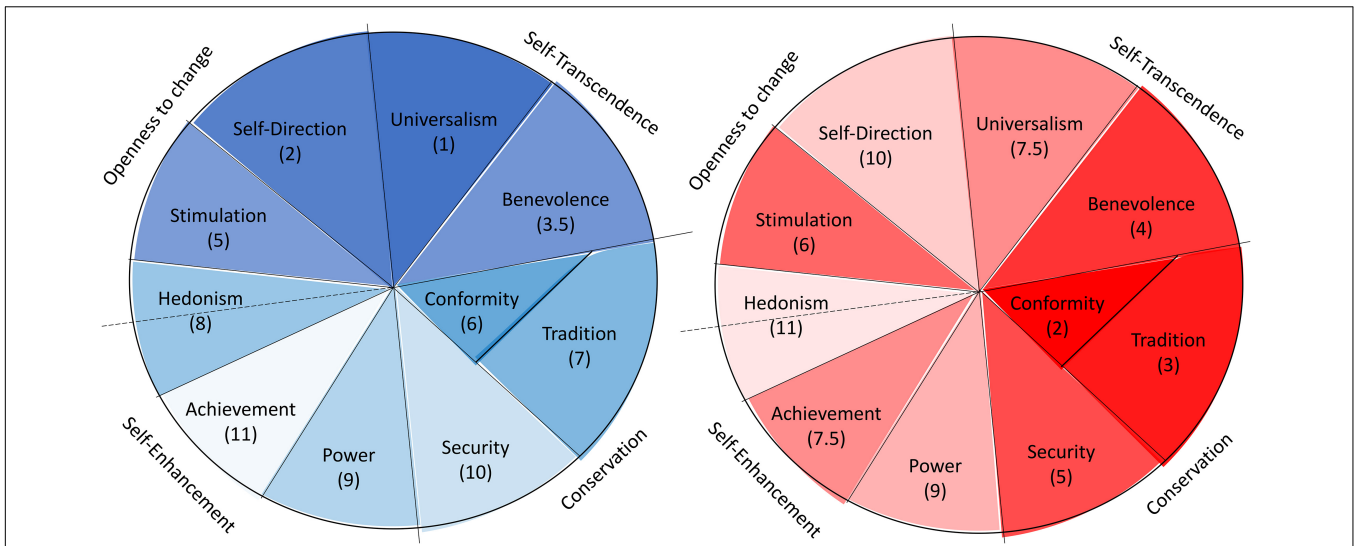 Openness to change
Self-Transcendence
Self-Direction
(2)
Universalism
(1)
Benevolence
(3.5)
Stimulation
(5)
Hedonism
(8)
Conformity
(6)
Tradition
(7)
Achievement
(11)
Power
(9)
Security
(10)
Self-Enhancement
Conservation
Openness to change
Self-Transcendence
Self-Direction
(10)
Universalism
(7.5)
Benevolence
(4)
Stimulation
(6)
Hedonism
(11)
Conformity
(2)
Tradition
(3)
Achievement
(7.5)
Power
(9)
Security
(5)
Self-Enhancement
Conservation